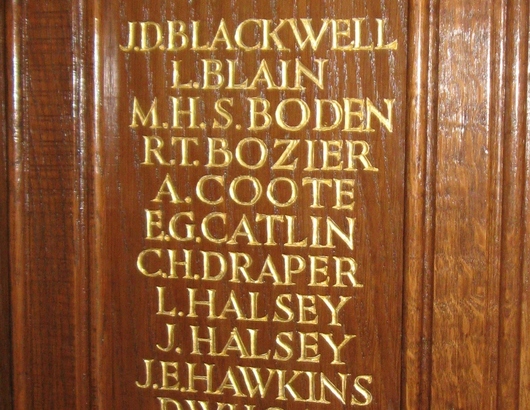 J.D.BLACKWELL
L.BLAIN
M.H.S.BODEN
R.T.BOZIER
A.COOTE
E.G.CATLIN
C.H.DRAPER
L.HALSEY
J.HALSEY
J.E.HAWKINS